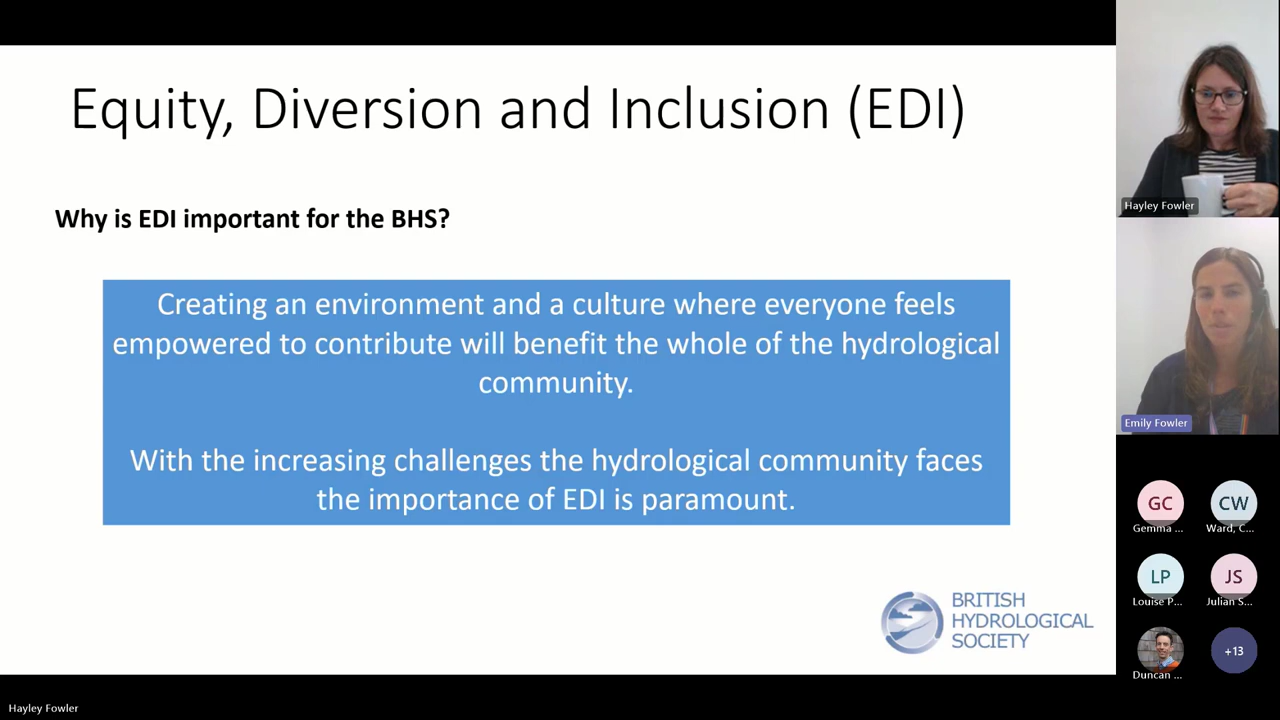 Equity, Diversion and Inclusion (EDI)
Why is EDI important for the BHS?
Creating an environment and a culture where everyone feels
empowered to contribute will benefit the whole of the hydrological
community.
With the increasing challenges the hydrological community faces
the importance of EDI is paramount.
BRITISH
HYDROLOGICAL
SOCIETY
Hayley Fowler
Emily Fowler
GC
CW
Gemma ...
Ward, C...
LP
JS
Louise P...
Julian S...
+13
Duncan ...
Hayley Fowler